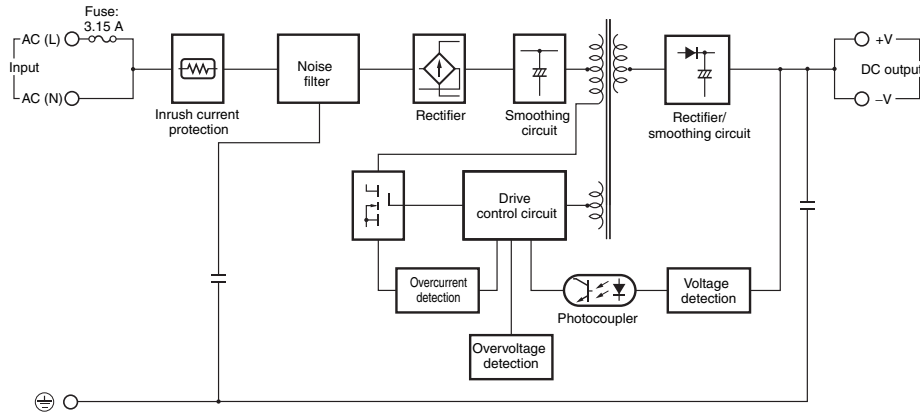 Fuse:
3.15 A
AC (L)
Input
AC (N)
Inrush current
protection
Noise
filter
Rectifier
Smoothing
circuit
Rectifier/
smoothing circuit
+V
DC output
–V
Drive
control circuit
Overcurrent
detection
Overvoltage
detection
Photocoupler
Voltage
detection